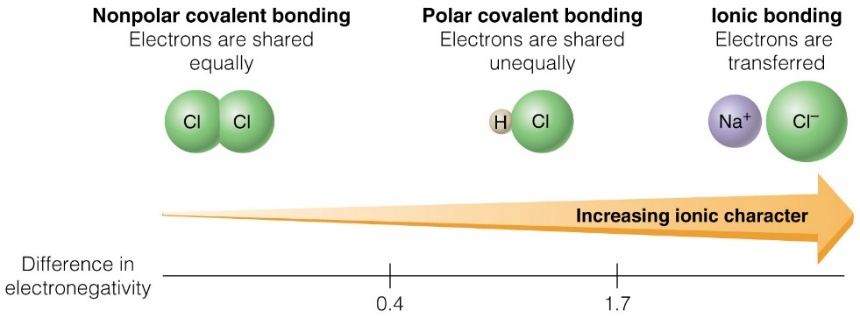 Nonpolar covalent bonding
Electrons are shared
equally
Polar covalent bonding
Electrons are shared
unequally
Ionic bonding
Electrons are
transferred
Cl Cl
H Cl
Na⁺ Cl⁻
Increasing ionic character
Difference in
electronegativity
0.4 1.7